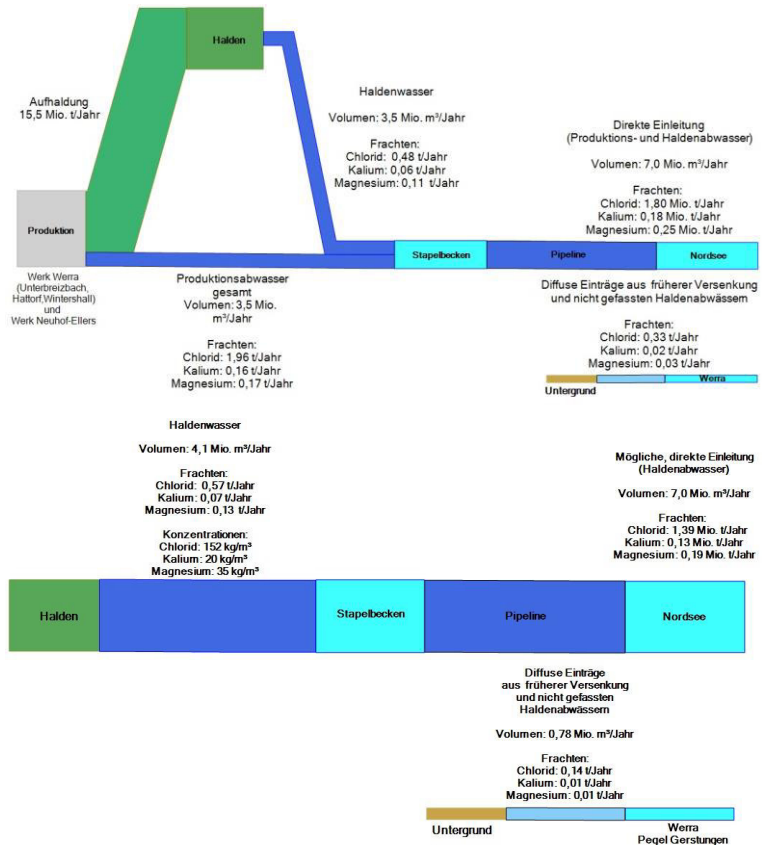 Halden
Aufhaldung
15,5 Mio. t/Jahr
Haldenwasser
Volumen: 3,5 Mio. m³/Jahr
Frachten:
Chlorid: 0,48 t/Jahr
Kalium: 0,06 t/Jahr
Magnesium: 0,11 t/Jahr
Direkte Einleitung
(Produktions- und Haldenabwasser)
Volumen: 7,0 Mio. m³/Jahr
Frachten:
Chlorid: 1,80 Mio. t/Jahr
Kalium: 0,18 Mio. t/Jahr
Magnesium: 0,25 Mio. t/Jahr
Produktion
Stapelbecken
Pipeline
Nordsee
Werk Werra
(Unterbreizbach,
Hattorf,Wintershall)
und
Werk Neuhof-Ellers
Produktionsabwasser
gesamt
Volumen: 3,5 Mio.
m³/Jahr
Frachten:
Chlorid: 1,96 t/Jahr
Kalium: 0,16 t/Jahr
Magnesium: 0,17 t/Jahr
Diffuse Einträge aus früherer Versenkung
und nicht gefassten Haldenabwässern
Frachten:
Chlorid: 0,33 t/Jahr
Kalium: 0,02 t/Jahr
Magnesium: 0,03 t/Jahr
Werra
Untergrund
Haldenwasser
Volumen: 4,1 Mio. m³/Jahr
Frachten:
Chlorid: 0,57 t/Jahr
Kalium: 0,07 t/Jahr
Magnesium: 0,13 t/Jahr
Konzentrationen:
Chlorid: 152 kg/m³
Kalium: 20 kg/m³
Magnesium: 35 kg/m³
Mögliche, direkte Einleitung
(Haldenabwasser)
Volumen: 7,0 Mio. m³/Jahr
Frachten:
Chlorid: 1,39 Mio. t/Jahr
Kalium: 0,13 Mio. t/Jahr
Magnesium: 0,19 Mio. t/Jahr
Halden
Stapelbecken
Pipeline
Nordsee
Diffuse Einträge
aus früherer Versenkung
und nicht gefassten
Haldenabwässern
Volumen: 0,78 Mio. m³/Jahr
Frachten:
Chlorid: 0,14 t/Jahr
Kalium: 0,01 t/Jahr
Magnesium: 0,01 t/Jahr
Untergrund
Werra
Pegel Gerstungen